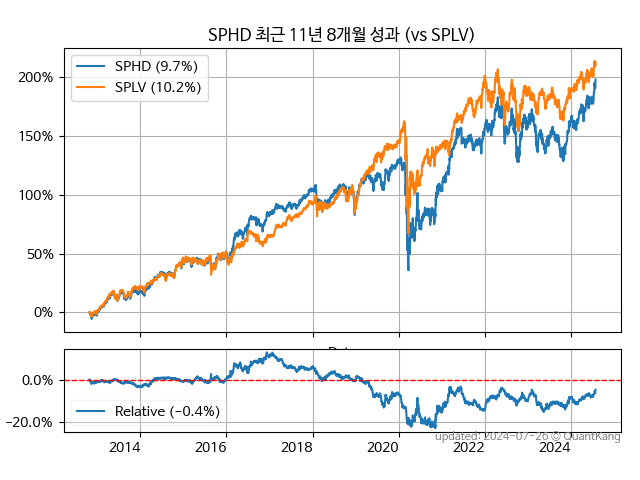 SPHD 최근 11년 8개월 성과 (vs SPLV)
SPHD (9.7%)
SPLV (10.2%)
200%
150%
100%
50%
0%
0.0%
Relative (−0.4%)
−20.0%
2014 2016 2018 2020 2022 2024
updated: 2024-07-26 © QuantKang